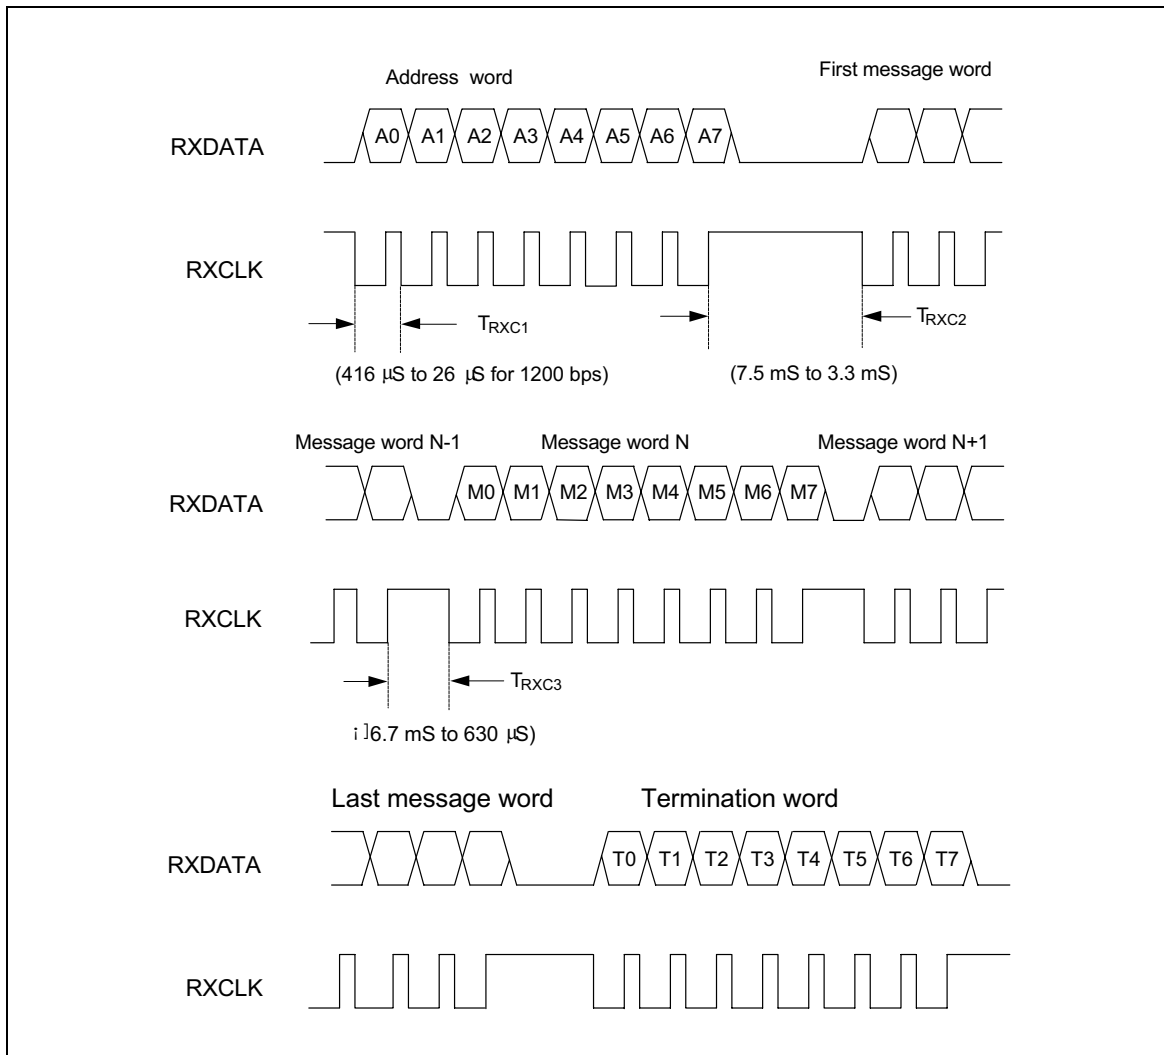 Address word
First message word
RXDATA
A0 A1 A2 A3 A4 A5 A6 A7
RXCLK
TRXC1
TRXC2
(416 µS to 26 µS for 1200 bps)
(7.5 mS to 3.3 mS)
Message word N-1
Message word N
Message word N+1
RXDATA
M0 M1 M2 M3 M4 M5 M6 M7
RXCLK
TRXC3
¡]6.7 mS to 630 µS)
Last message word
Termination word
RXDATA
T0 T1 T2 T3 T4 T5 T6 T7
RXCLK